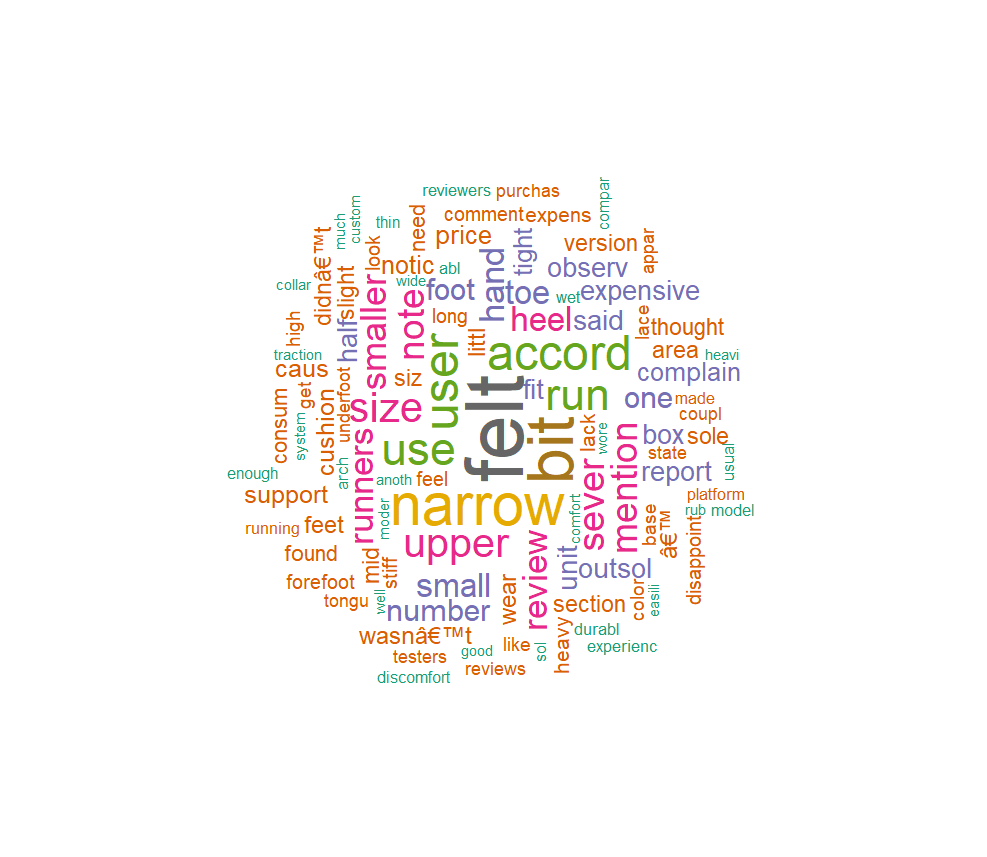 reviewers
purchas
compar
custom
much
thin
comment
expens
need
price
didnâ€™t
look
notic
abl
tight
version
observ
appar
collar
slight
wide
foot
hand
toe
wet
expensive
high
half
smaller
note
long
littl
heel
said
lace
thought
traction
caus
siz
user
accord
area
heavi
get
size
fit
run
complain
one
made
coupl
felt
bit
consum
system
cushion
underfoot
runners
use
lack
wore
box
sole
state
usual
enough
arch
anoth
feel
sever
mention
report
support
moder
narrow
comfort
platform
rub
model
running
feet
upper
review
unit
base
â€™
disappoint
found
mid
stiff
outsol
forefoot
small
wear
easili
tongu
well
number
section
color
wasnâ€™t
like
sol
heavy
durabl
testers
good
experienc
reviews
discomfort